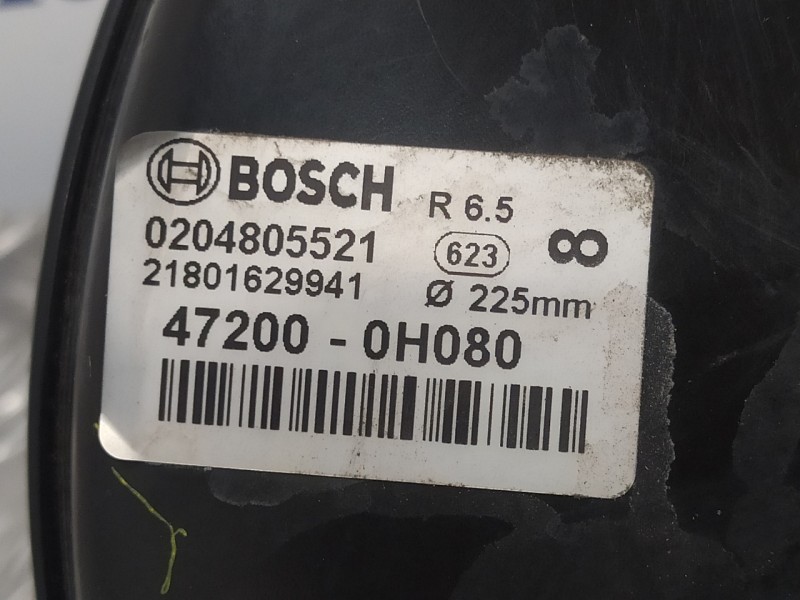 BOSCH R 6.5
0204805521 623 8
21801629941 Ø 225mm
47200 - 0H080